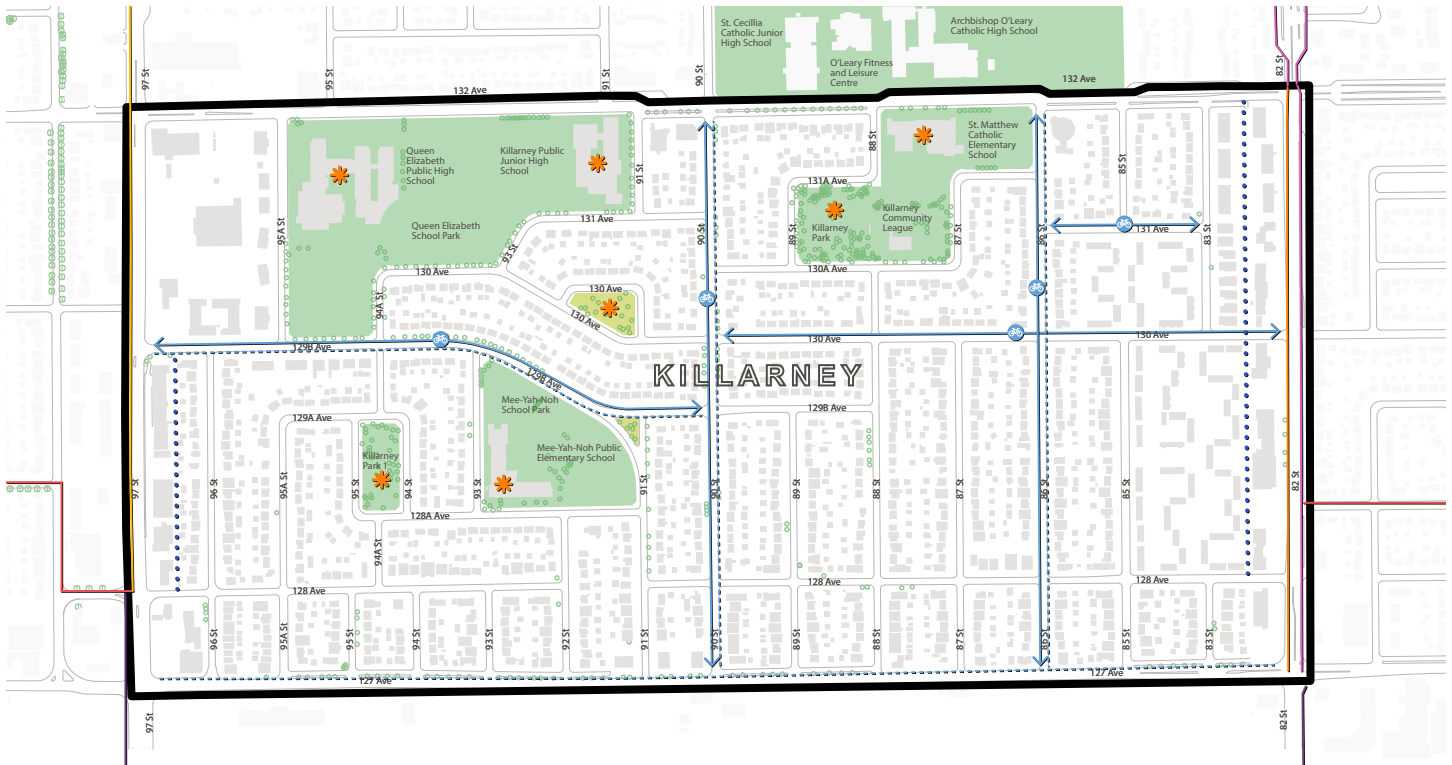 St. Cecillia
Catholic Junior
High School
Archbishop O'Leary
Catholic High School
O'Leary Fitness
and Leisure
Centre
97 St
95 St
91 St
90 St
82 St
132 Ave
132 Ave
Queen
Elizabeth
Public High
School
Killarney Public
Junior High
School
St. Matthew
Catholic
Elementary
School
88 St
85 St
91 St
131A Ave
Queen Elizabeth
School Park
131 Ave
Killarney
Park
Killarney
Community
League
95A St
93 St
90 St
89 St
87 St
86 St
83 St
131 Ave
130 Ave
130A Ave
94A St
130 Ave
130 Ave
129B Ave
130 Ave
130 Ave
129B Ave
KILLARNEY
Mee-Yah-Noh
School Park
129B Ave
129A Ave
Mee-Yah-Noh Public
Elementary School
Killarney
Park 1
97 St
96 St
95A St
95 St
94 St
93 St
91 St
90 St
89 St
88 St
87 St
86 St
85 St
82 St
128A Ave
94A St
128 Ave
128 Ave
128 Ave
96 St
95A St
95 St
94 St
93 St
92 St
91 St
90 St
89 St
88 St
87 St
86 St
85 St
83 St
127 Ave
127 Ave
97 St
82 St